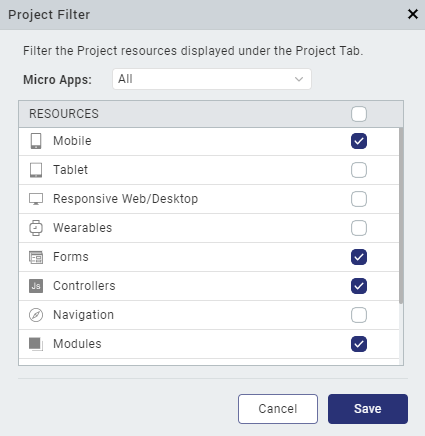 Project Filter
Filter the Project resources displayed under the Project Tab.
Micro Apps: All
RESOURCES
Mobile
Tablet
Responsive Web/Desktop
Wearables
Forms
Js Controllers
Navigation
Modules
Cancel Save